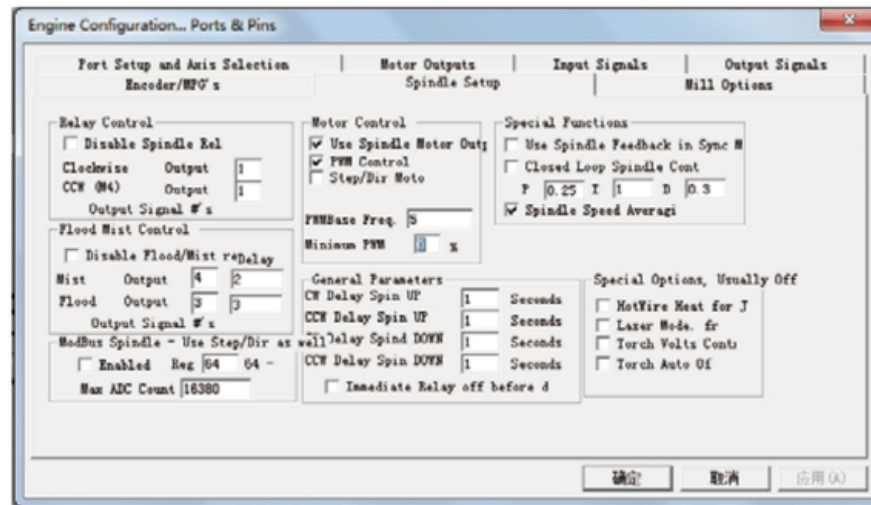 Engine Configuration... Ports & Pins
Port Setup and Axis Selection
Motor Outputs
Input Signals
Output Signals
Encoder/MPG's
Spindle Setup
Mill Options
Relay Control
Disable Spindle Rel
Clockwise Output 1
CCW (M4) Output 1
Output Signal #'s
Flood Mist Control
Disable Flood/Mist re
Delay
Mist Output 4 2
Flood Output 3 3
Output Signal #'s
ModBus Spindle - Use Step/Dir as well
Enabled Reg 64 64 -
Max ADC Count 16380
Motor Control
Use Spindle Motor Outp
PWM Control
Step/Dir Moto
PWMBase Freq. 5
Minimum PWM %
General Parameters
CW Delay Spin UP 1 Seconds
CCW Delay Spin UP 1 Seconds
Delay Spind DOWN 1 Seconds
CCW Delay Spin DOWN 1 Seconds
Immediate Relay off before d
Special Functions
Use Spindle Feedback in Sync M
Closed Loop Spindle Cont
P 0.25 I 1 D 0.3
Spindle Speed Averagi
Special Options, Usually Off
HotWire Heat for J
Laser Mode. fr
Torch Volts Cont
Torch Auto Of
确定
取消
应用(A)